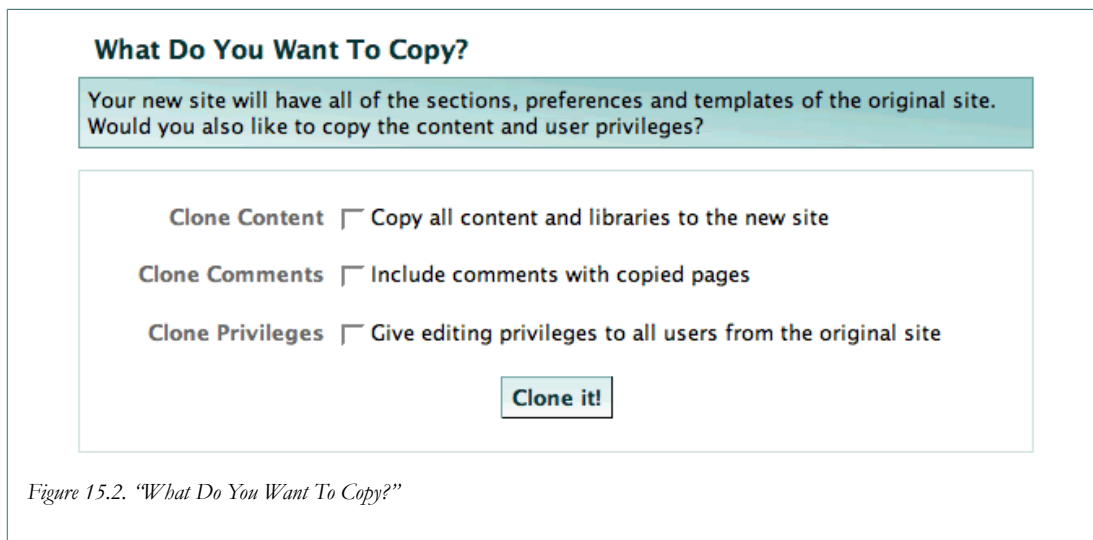 What Do You Want To Copy?
Your new site will have all of the sections, preferences and templates of the original site.
Would you also like to copy the content and user privileges?
Clone Content Copy all content and libraries to the new site
Clone Comments Include comments with copied pages
Clone Privileges Give editing privileges to all users from the original site
Clone it!
Figure 15.2. “What Do You Want To Copy?”